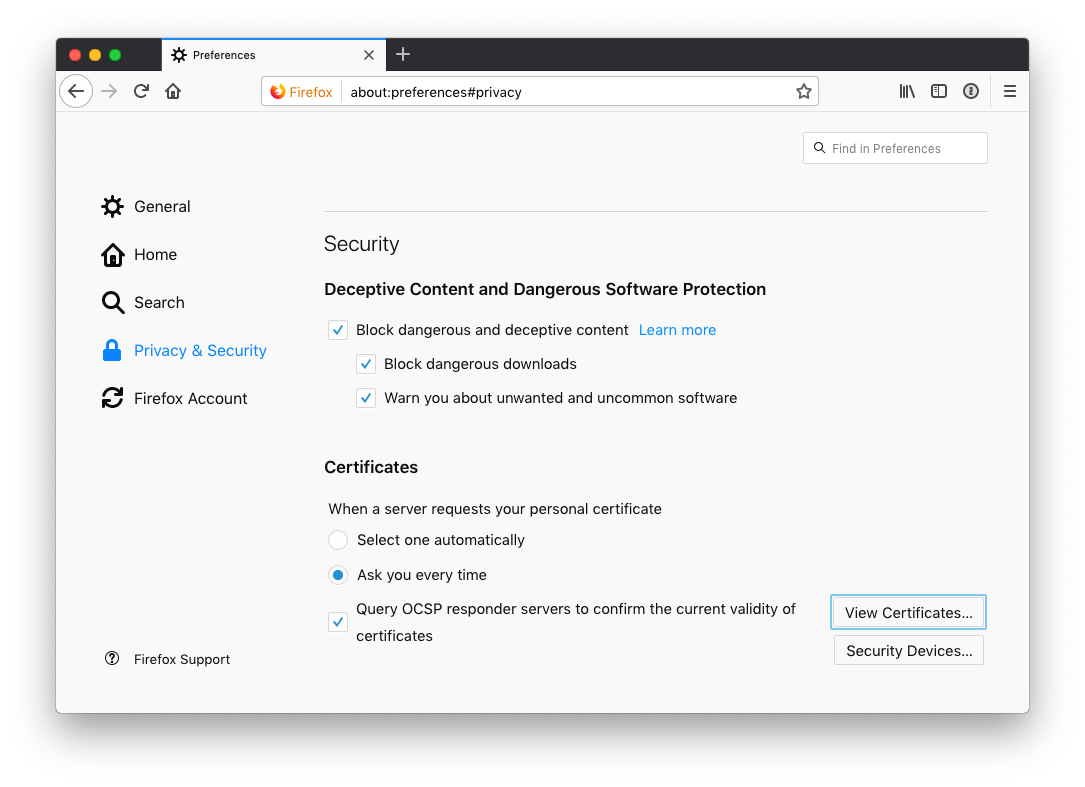 Preferences
Firefox about:preferences#privacy
Find in Preferences
General
Home
Search
Privacy & Security
Firefox Account
Firefox Support
Security
Deceptive Content and Dangerous Software Protection
Block dangerous and deceptive content Learn more
Block dangerous downloads
Warn you about unwanted and uncommon software
Certificates
When a server requests your personal certificate
Select one automatically
Ask you every time
Query OCSP responder servers to confirm the current validity of
certificates
View Certificates...
Security Devices...